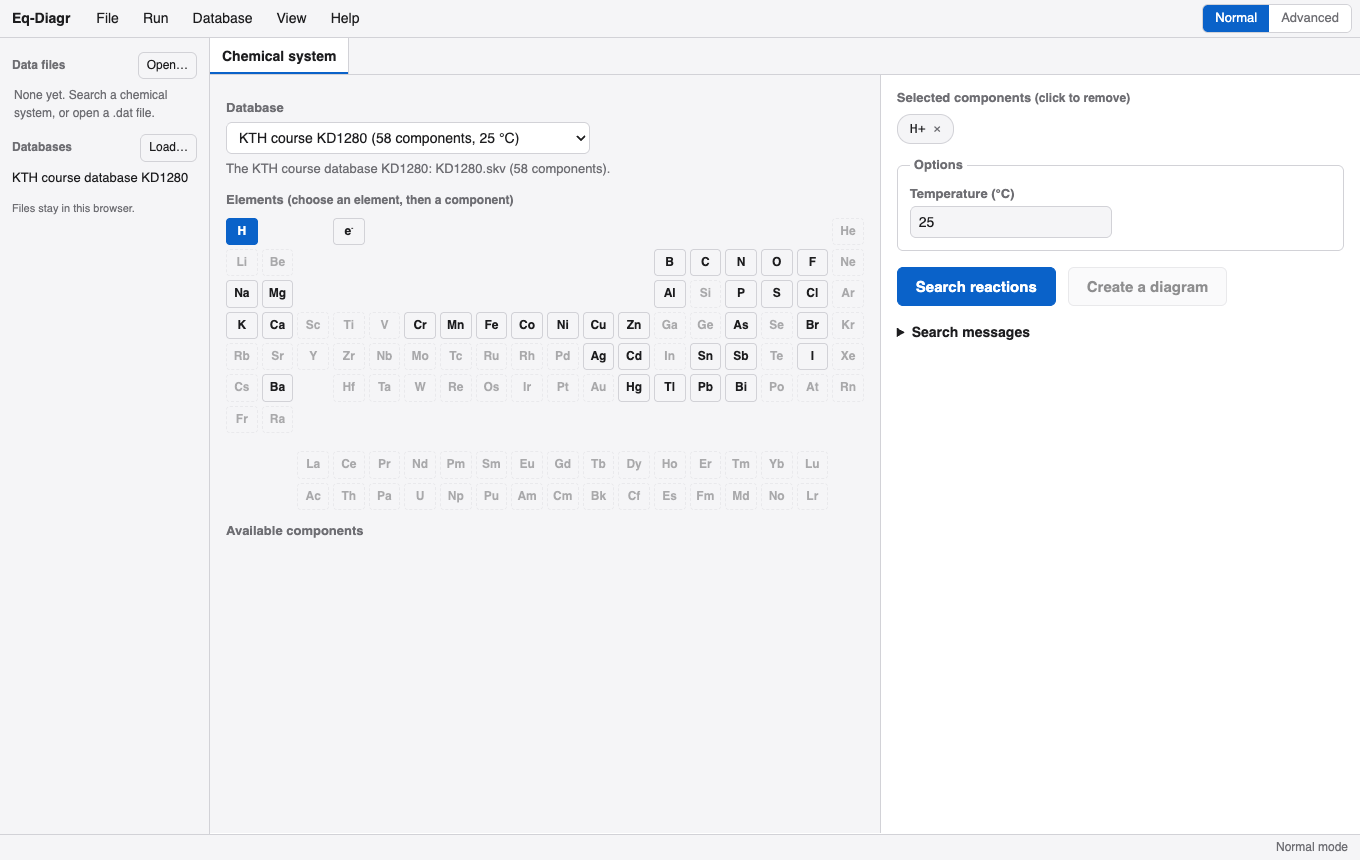 Eq-Diagr File Run Database View Help Normal Advanced
Data files Open…
None yet. Search a chemical
system, or open a .dat file.
Databases Load…
KTH course database KD1280
Files stay in this browser.
Chemical system
Database
KTH course KD1280 (58 components, 25 °C)
The KTH course database KD1280: KD1280.skv (58 components).
Elements (choose an element, then a component)
H e- He
Li Be B C N O F Ne
Na Mg Al Si P S Cl Ar
K Ca Sc Ti V Cr Mn Fe Co Ni Cu Zn Ga Ge As Se Br Kr
Rb Sr Y Zr Nb Mo Tc Ru Rh Pd Ag Cd In Sn Sb Te I Xe
Cs Ba Hf Ta W Re Os Ir Pt Au Hg Tl Pb Bi Po At Rn
Fr Ra
La Ce Pr Nd Pm Sm Eu Gd Tb Dy Ho Er Tm Yb Lu
Ac Th Pa U Np Pu Am Cm Bk Cf Es Fm Md No Lr
Available components
Selected components (click to remove)
H+ ×
Options
Temperature (°C)
25
Search reactions Create a diagram
Search messages
Normal mode